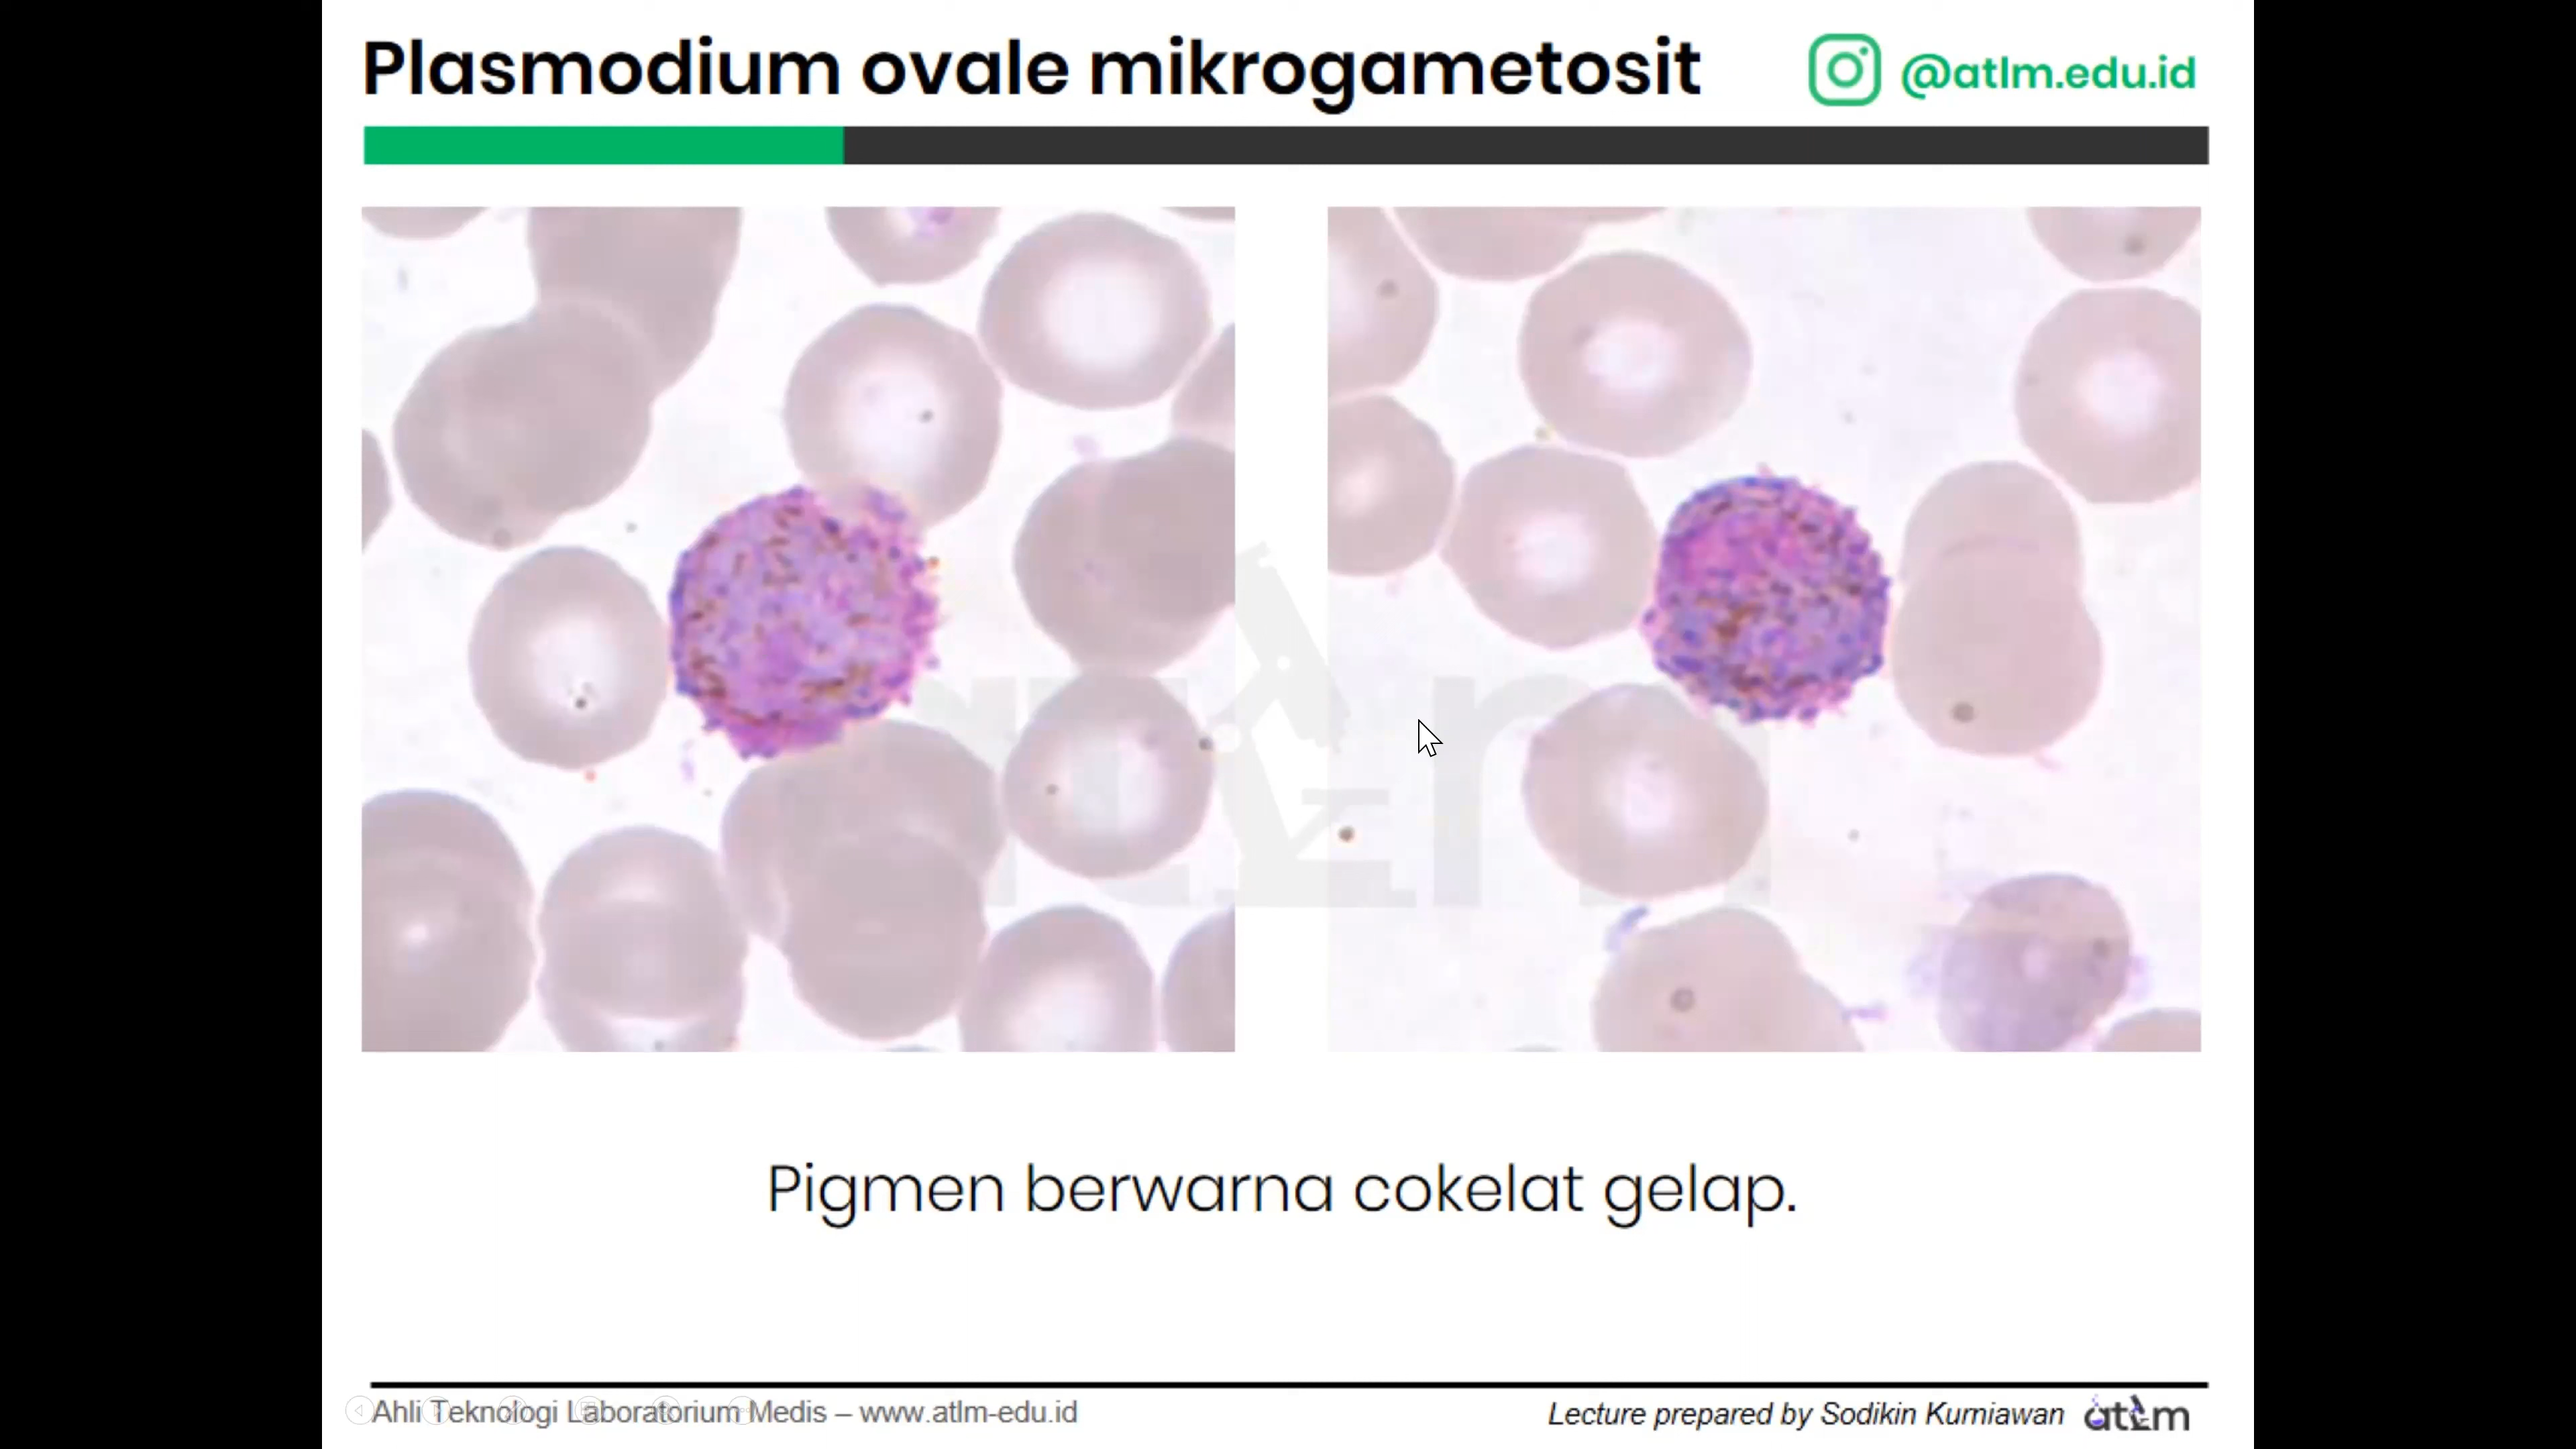 Plasmodium ovale mikrogametosit
@atlm.edu.id
atlm
Pigmen berwarna cokelat gelap.
Ahli Teknologi Laboratorium Medis – www.atlm-edu.id
Lecture prepared by Sodikin Kurniawan
atlm